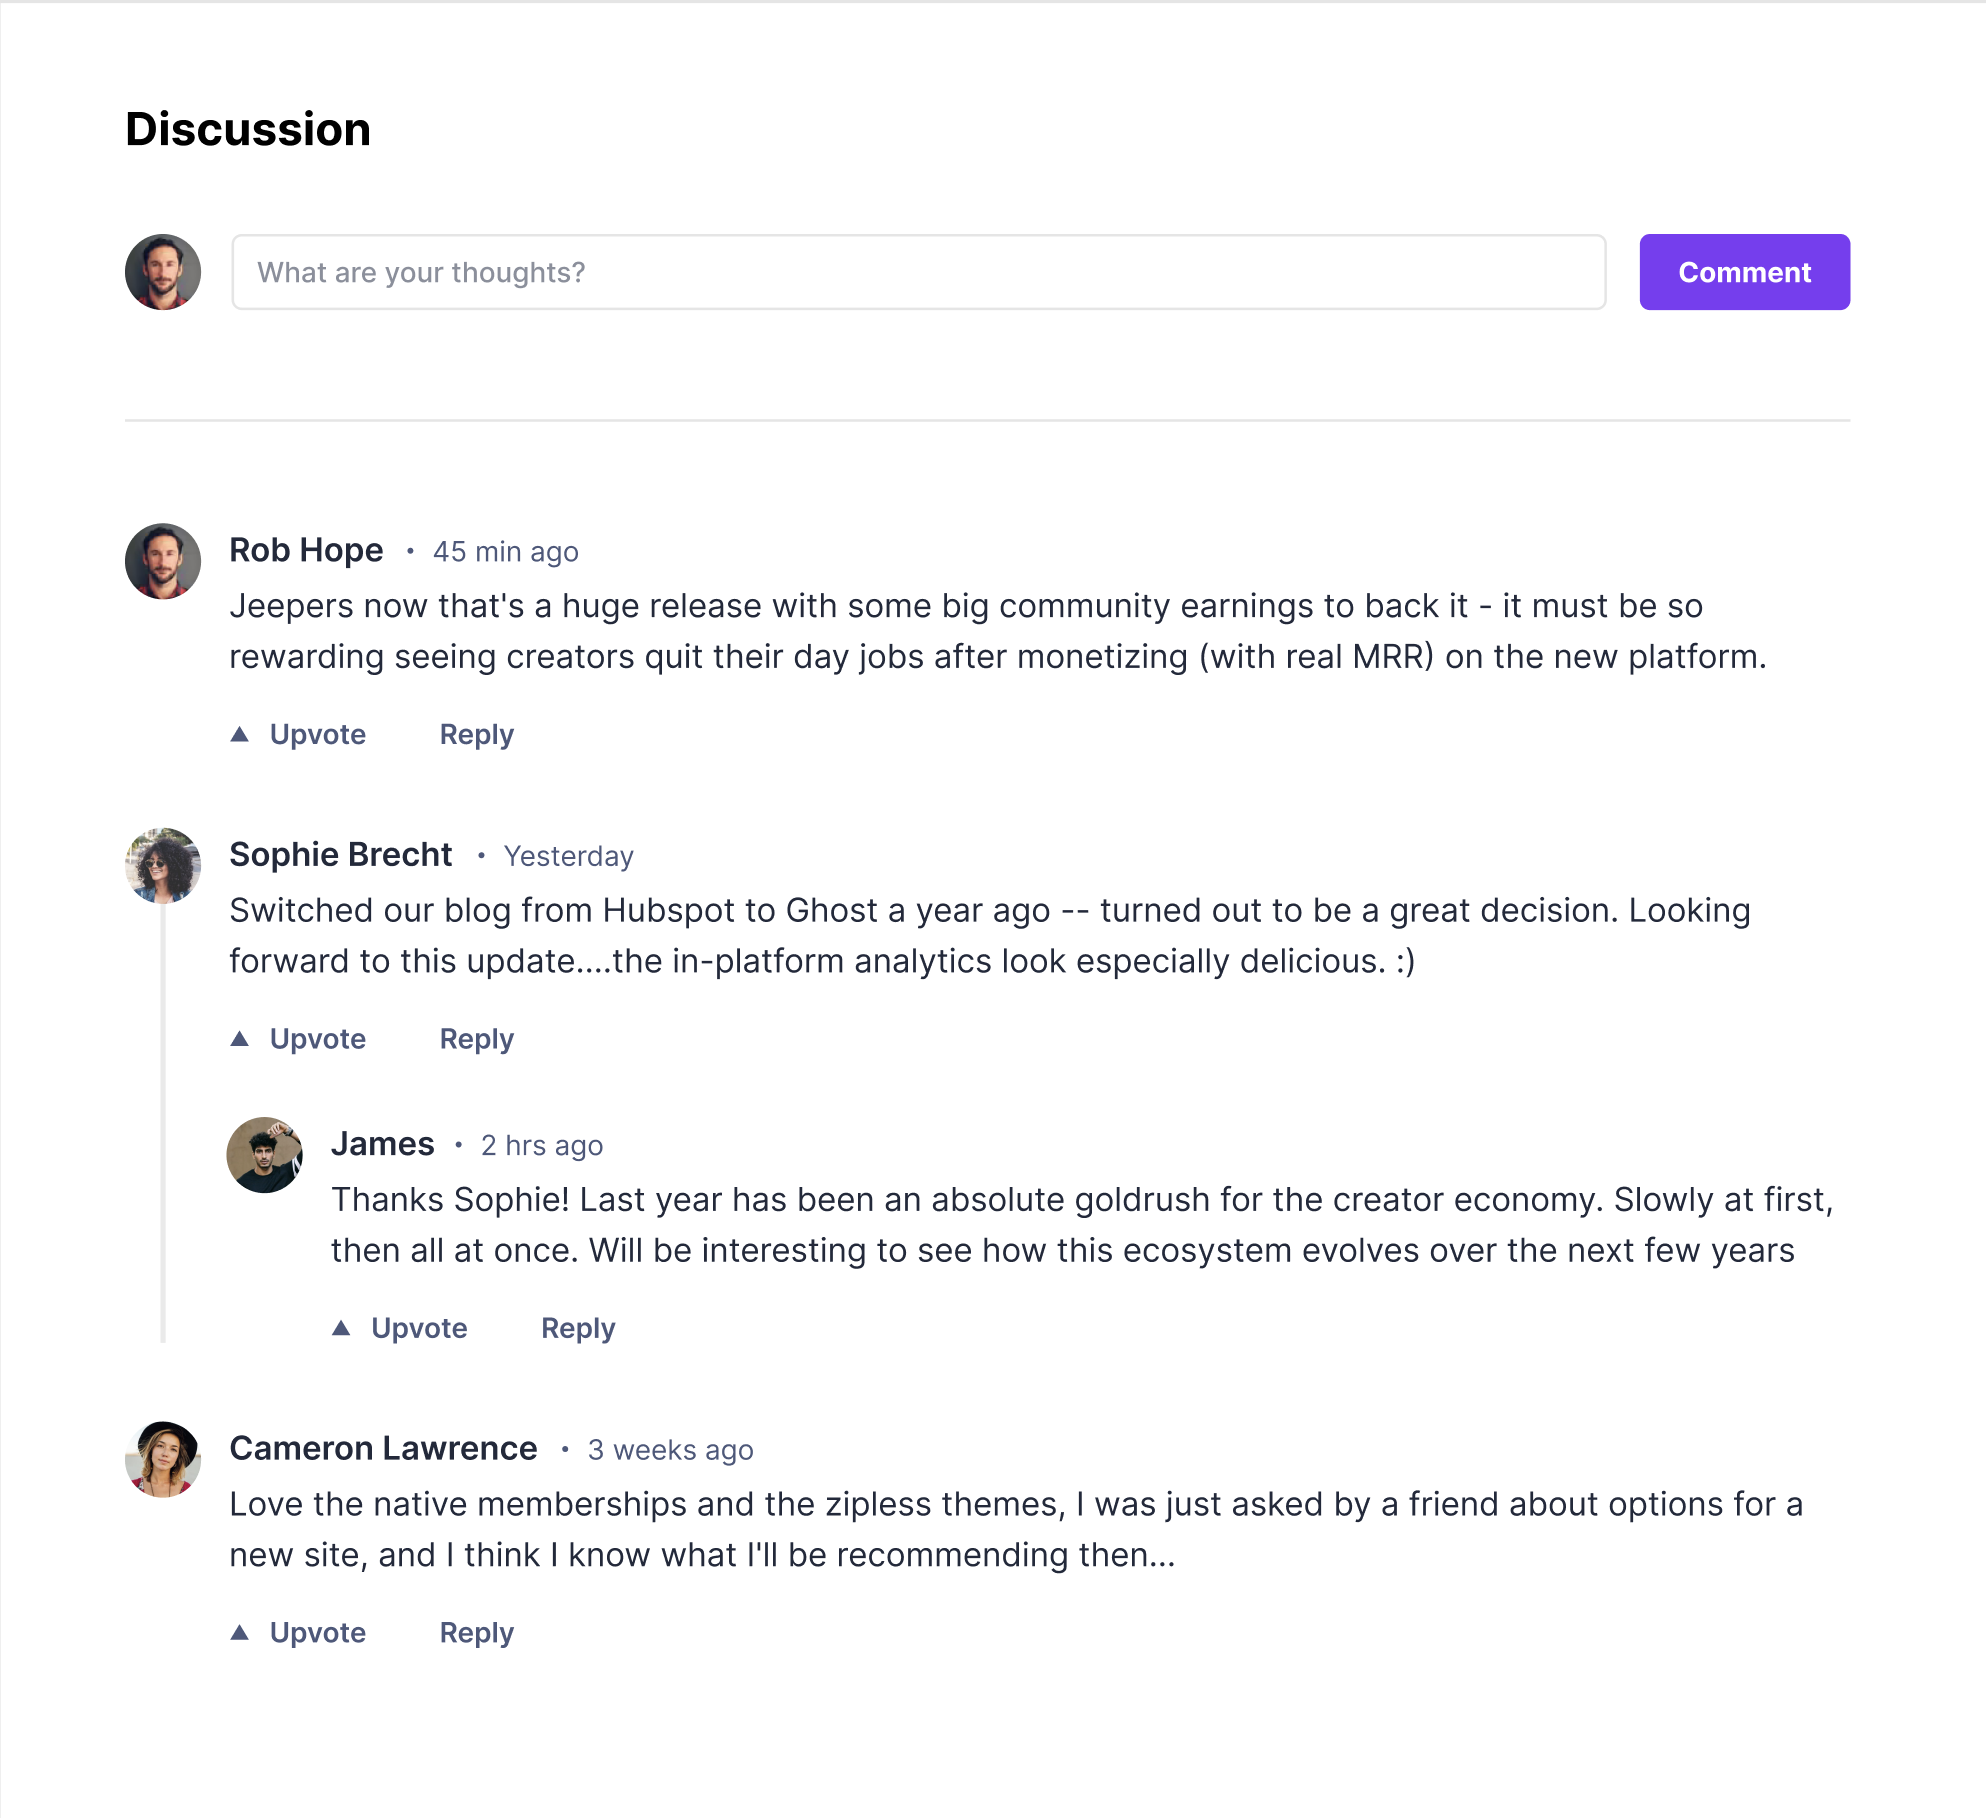 Discussion
What are your thoughts?
Comment
Rob Hope • 45 min ago
Jeepers now that's a huge release with some big community earnings to back it - it must be so
rewarding seeing creators quit their day jobs after monetizing (with real MRR) on the new platform.
▲ Upvote Reply
Sophie Brecht • Yesterday
Switched our blog from Hubspot to Ghost a year ago -- turned out to be a great decision. Looking
forward to this update....the in-platform analytics look especially delicious. :)
▲ Upvote Reply
James • 2 hrs ago
Thanks Sophie! Last year has been an absolute goldrush for the creator economy. Slowly at first,
then all at once. Will be interesting to see how this ecosystem evolves over the next few years
▲ Upvote Reply
Cameron Lawrence • 3 weeks ago
Love the native memberships and the zipless themes, I was just asked by a friend about options for a
new site, and I think I know what I'll be recommending then...
▲ Upvote Reply